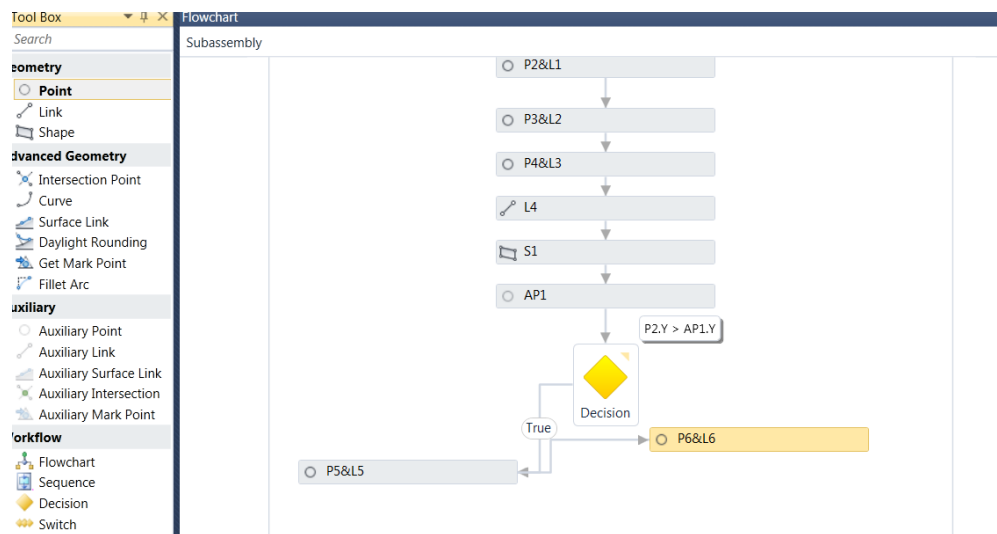 Tool Box
Search
eometry
Point
Link
Shape
dvanced Geometry
Intersection Point
Curve
Surface Link
Daylight Rounding
Get Mark Point
Fillet Arc
uxiliary
Auxiliary Point
Auxiliary Link
Auxiliary Surface Link
Auxiliary Intersection
Auxiliary Mark Point
orkflow
Flowchart
Sequence
Decision
Switch
Flowchart
Subassembly
P2&L1
P3&L2
P4&L3
L4
S1
AP1
P2.Y > AP1.Y
Decision
True
P6&L6
P5&L5